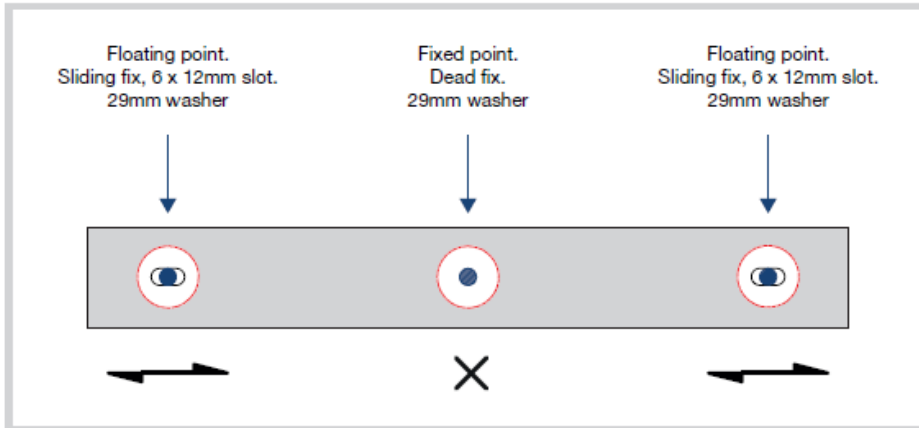 Floating point.
Sliding fix, 6 x 12mm slot.
29mm washer
Fixed point.
Dead fix.
29mm washer
Floating point.
Sliding fix, 6 x 12mm slot.
29mm washer